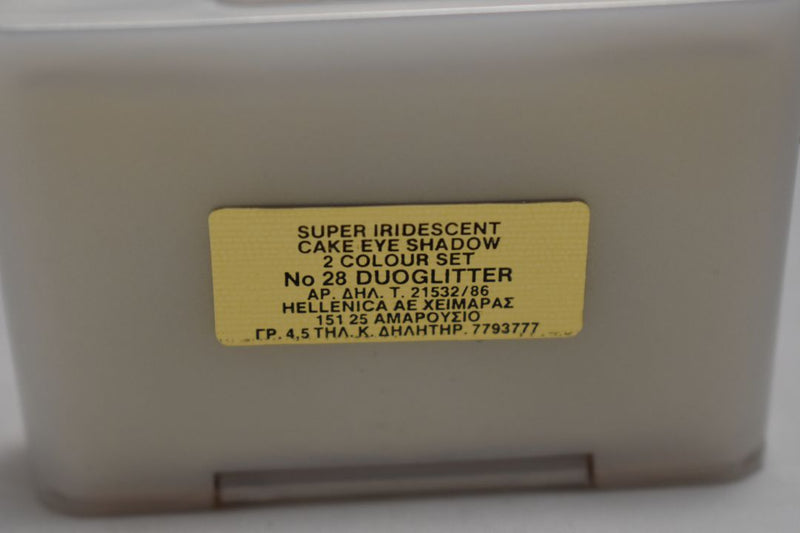 SUPER IRIDESCENT
CAKE EYE SHADOW
2 COLOUR SET
No 28 DUOGLITTER
ΑΡ. ΔΗΛ. Τ. 21532/86
HELLENICA AE ΧΕΙΜΑΡΑΣ
151 25 ΑΜΑΡΟΥΣΙΟ
ΓΡ. 4,5 ΤΗΛ. Κ. ΔΗΛΗΤΗΡ. 7793777